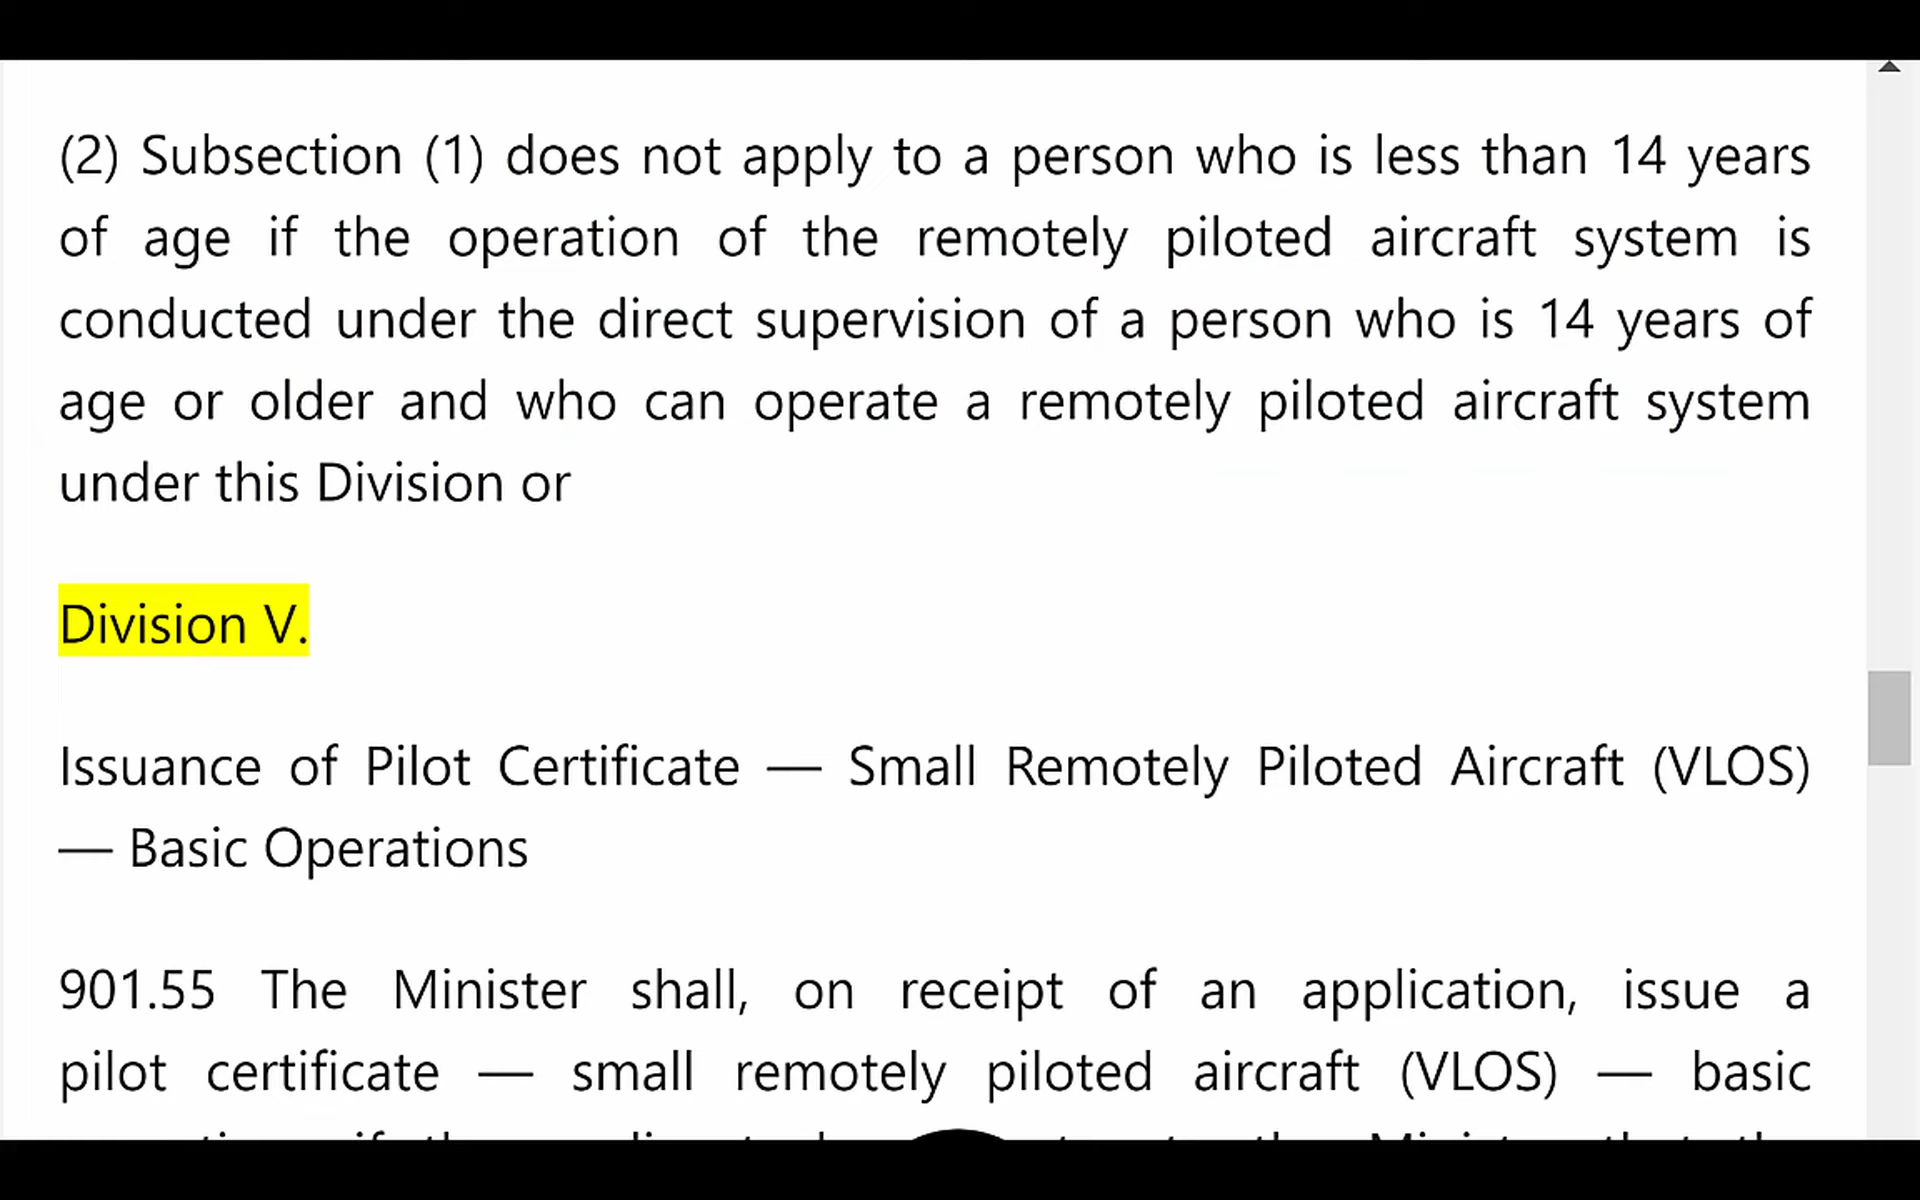 (2) Subsection (1) does not apply to a person who is less than 14 years
of age if the operation of the remotely piloted aircraft system is
conducted under the direct supervision of a person who is 14 years of
age or older and who can operate a remotely piloted aircraft system
under this Division or
Division V.
Issuance of Pilot Certificate — Small Remotely Piloted Aircraft (VLOS)
— Basic Operations
901.55 The Minister shall, on receipt of an application, issue a
pilot certificate — small remotely piloted aircraft (VLOS) — basic